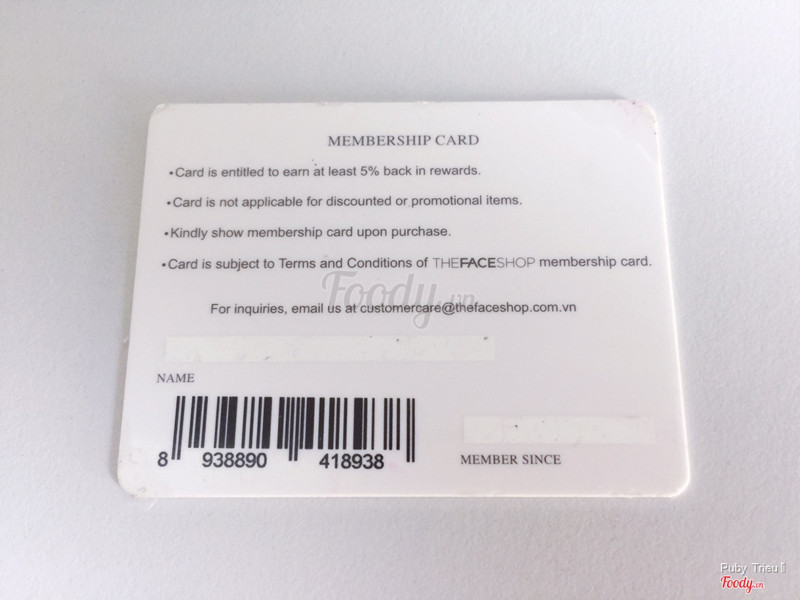 MEMBERSHIP CARD
•Card is entitled to earn at least 5% back in rewards.
•Card is not applicable for discounted or promotional items.
•Kindly show membership card upon purchase.
•Card is subject to Terms and Conditions of THEFACESHOP membership card.
Foody.vn
For inquiries, email us at customercare@thefaceshop.com.vn
NAME
8 938890 418938
MEMBER SINCE
Ruby Trieu
Foody.vn